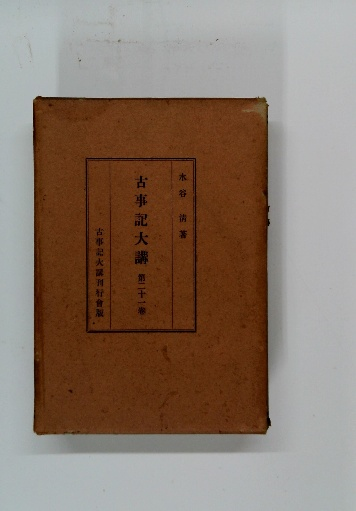 水谷清著
古事記大講 第二十一巻
古事記大講刊行會版